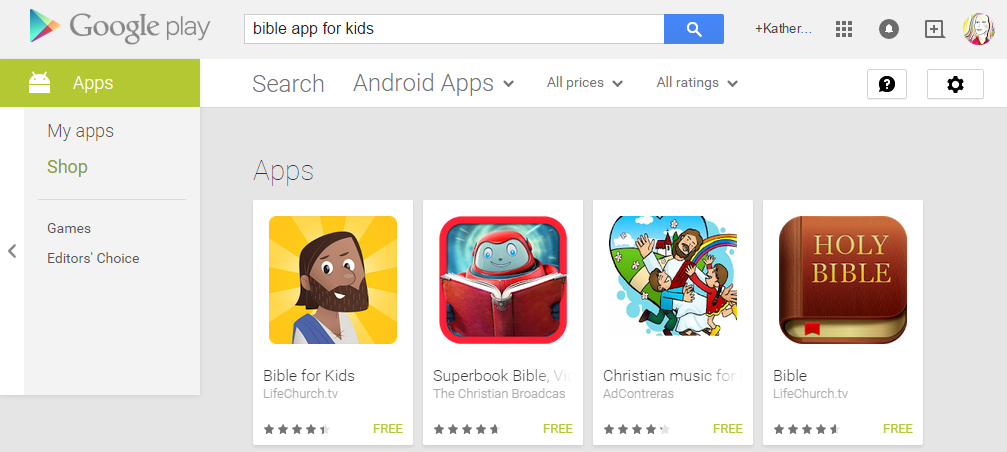 Google play
bible app for kids
+Kather...
Apps
Search
Android Apps
All prices
All ratings
My apps
Shop
Games
Editors' Choice
Apps
HOLY
BIBLE
Bible for Kids
LifeChurch.tv
FREE
Superbook Bible, Vi
The Christian Broadcas
FREE
Christian music for
AdContreras
FREE
Bible
LifeChurch.tv
FREE